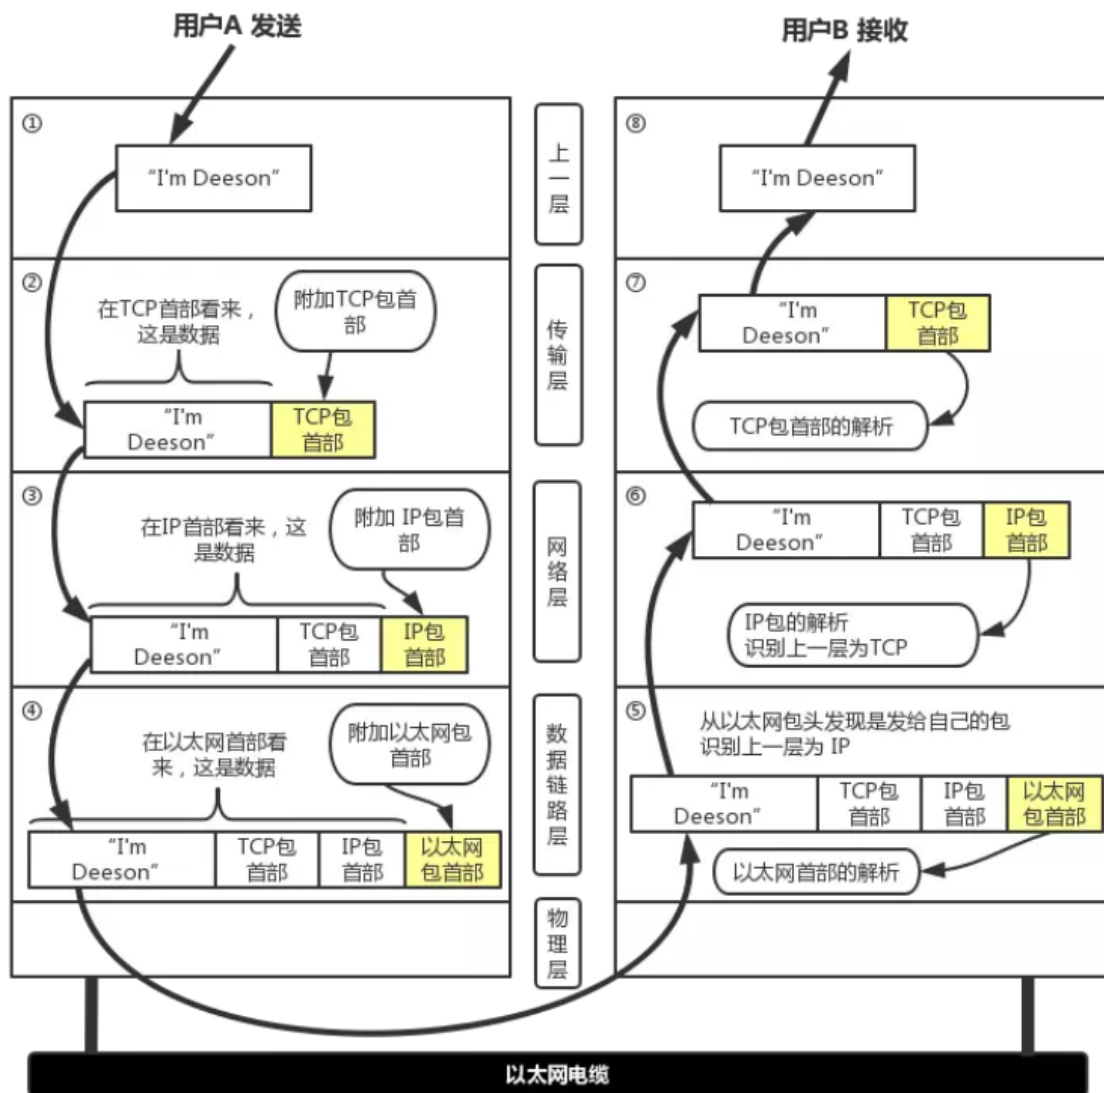 用户A 发送
①
“I'm Deeson”
②
在TCP首部看来，
这是数据
附加TCP包首
部
“I'm
Deeson”
TCP包
首部
③
在IP首部看来，这
是数据
附加 IP包首
部
“I'm
Deeson”
TCP包
首部
IP包
首部
④
在以太网首部看
来，这是数据
附加以太网包
首部
“I'm
Deeson”
TCP包
首部
IP包
首部
以太网
包首部
上一层
传输层
网络层
数据链路层
物理层
用户B 接收
⑧
“I'm Deeson”
⑦
“I'm
Deeson”
TCP包
首部
TCP包首部的解析
⑥
“I'm
Deeson”
TCP包
首部
IP包
首部
IP包的解析
识别上一层为TCP
⑤
从以太网包头发现是发给自己的包
识别上一层为 IP
“I'm
Deeson”
TCP包
首部
IP包
首部
以太网
包首部
以太网首部的解析
以太网电缆